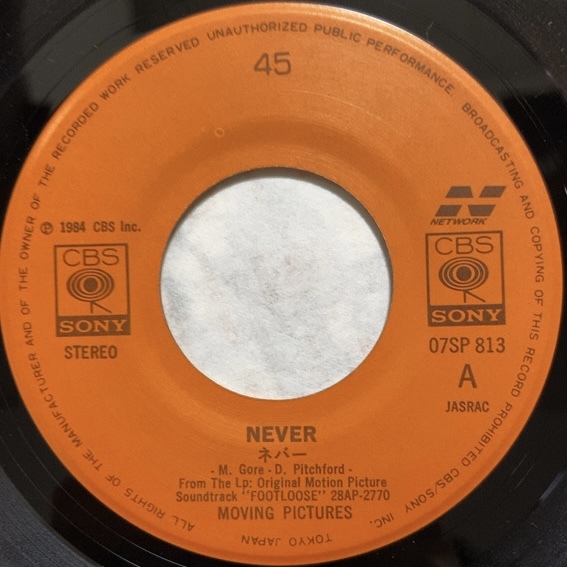 ALL RIGHTS OF THE MANUFACTURER AND OF THE OWNER OF THE RECORDED WORK RESERVED UNAUTHORIZED PUBLIC PERFORMANCE, BROADCASTING AND COPYING OF THIS RECORD PROHIBITED CBS/SONY INC.
TOKYO JAPAN
45
℗ 1984 CBS Inc.
CBS
SONY
STEREO
N
NETWORK
CBS
SONY
07SP 813
A
JASRAC
NEVER
ネバー
- M. Gore - D. Pitchford -
From The Lp: Original Motion Picture
Soundtrack "FOOTLOOSE" 28AP-2770
MOVING PICTURES